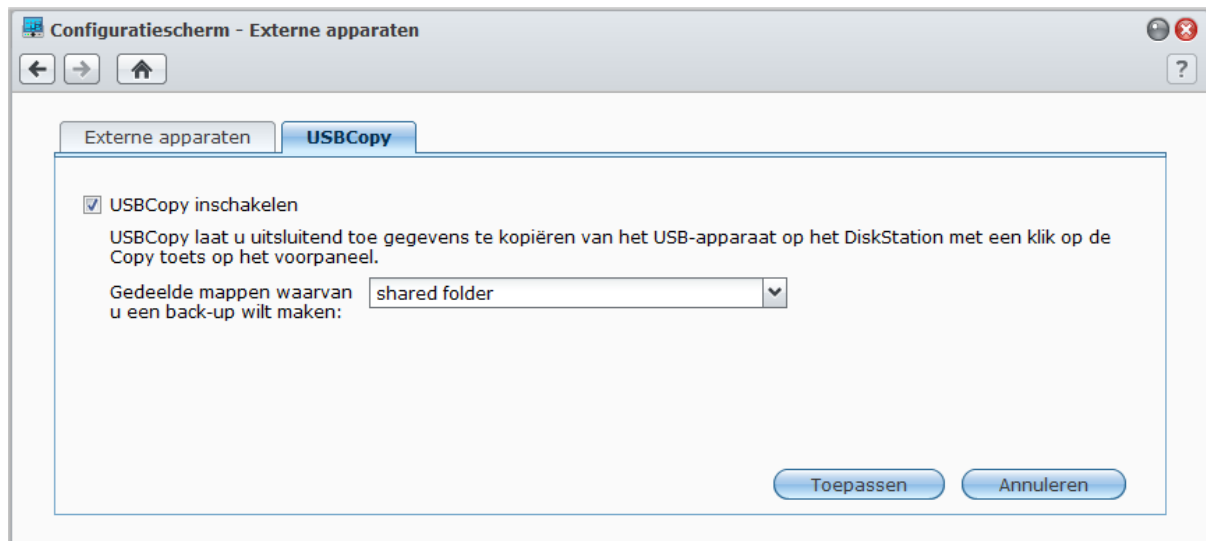 Configuratiescherm - Externe apparaten
?
Externe apparaten
USBCopy
USBCopy inschakelen
USBCopy laat u uitsluitend toe gegevens te kopiëren van het USB-apparaat op het DiskStation met een klik op de
Copy toets op het voorpaneel.
Gedeelde mappen waarvan
u een back-up wilt maken:
shared folder
Toepassen
Annuleren